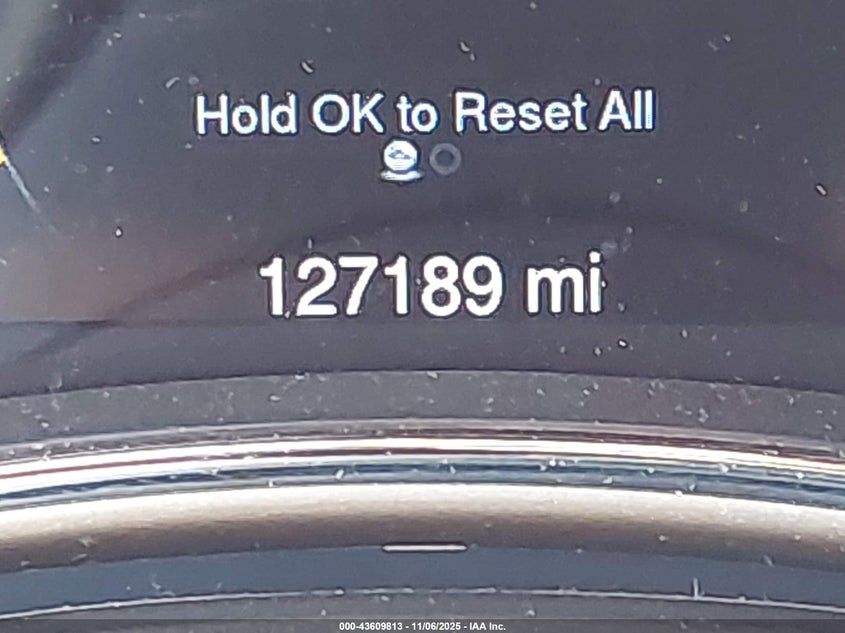 Hold OK to Reset All
127189 mi
000-43609813 - 11/06/2025 - IAA Inc.